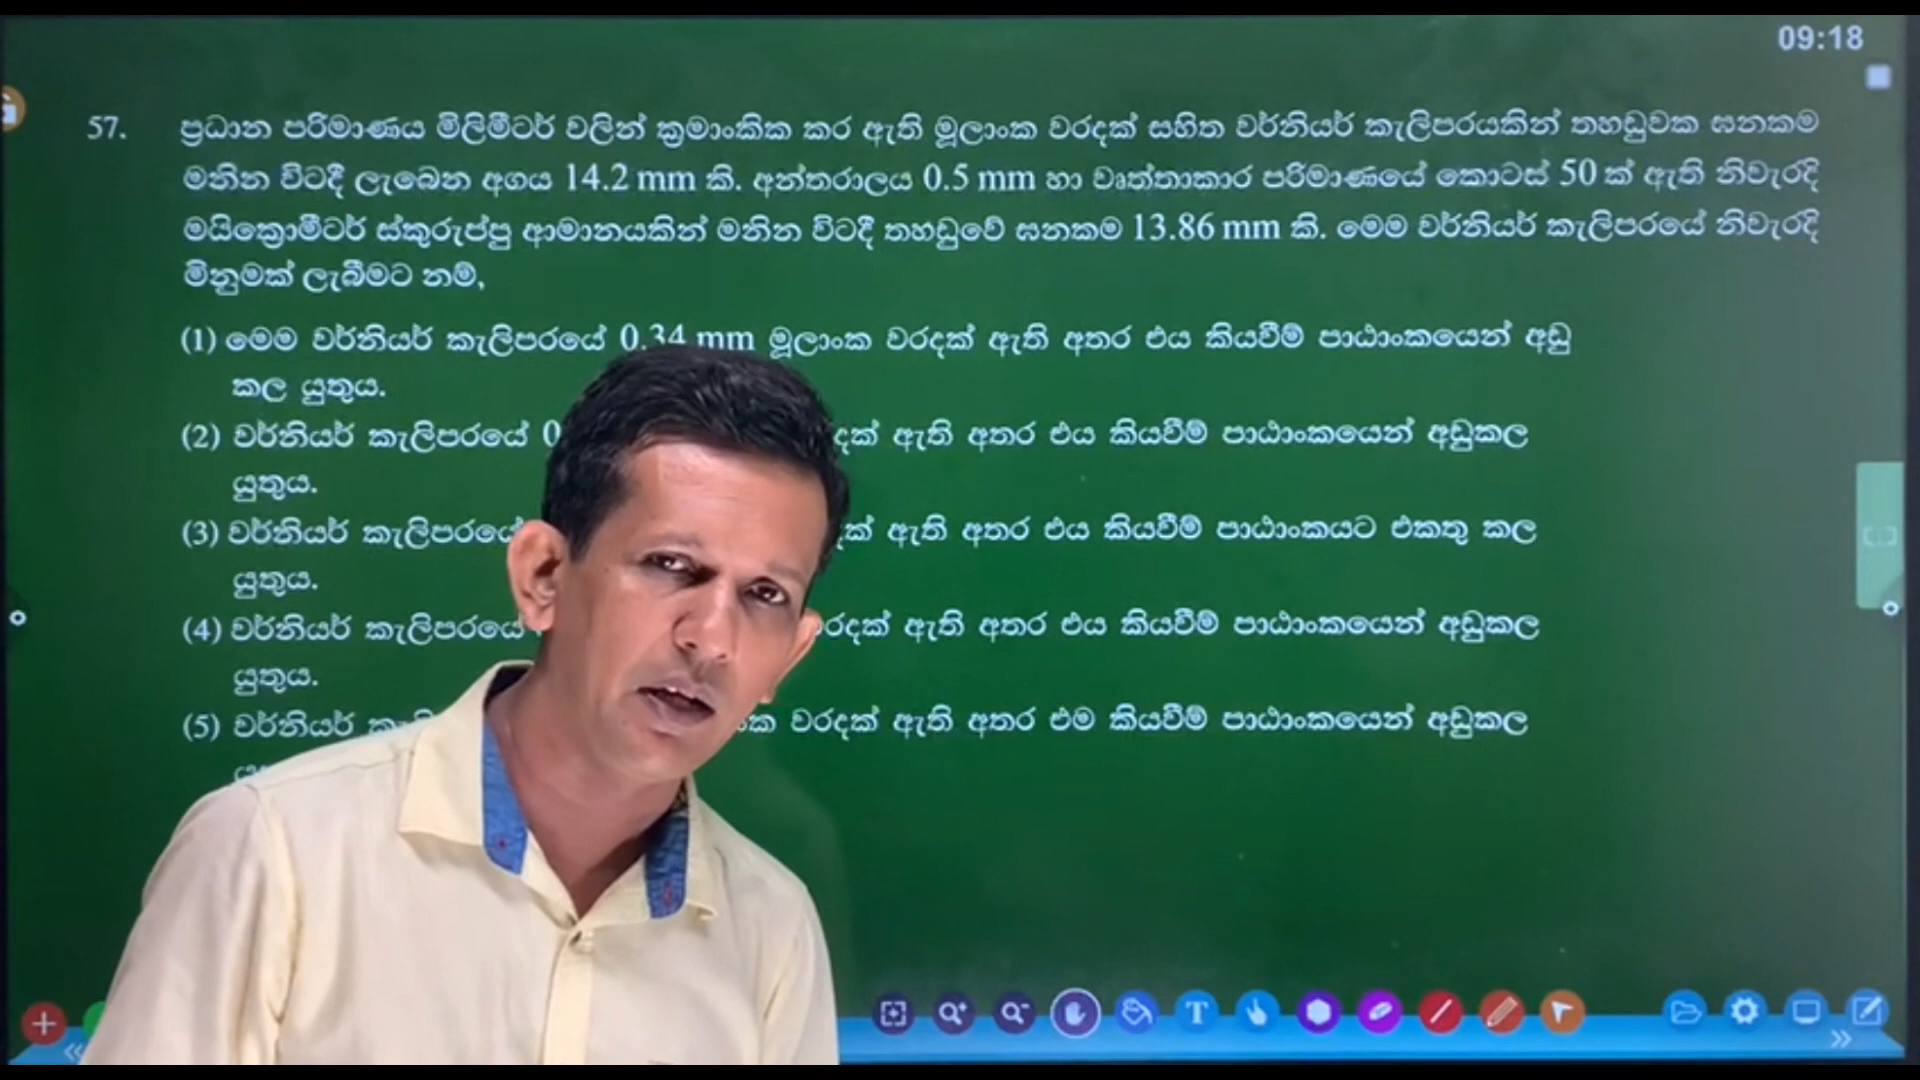 09:18
57. ප්‍රධාන පරිමාණය මිලිමීටර් වලින් ක්‍රමාංකික කර ඇති මූලාංක වරදක් සහිත වර්නියර් කැලිපරයකින් තහඩුවක ඝනකම
මනින විටදී ලැබෙන අගය 14.2 mm කි. අන්තරාලය 0.5 mm හා වෘත්තාකාර පරිමාණයේ කොටස් 50 ක් ඇති නිවැරදි
මයික්‍රොමීටර් ස්කුරුප්පු ආමානයකින් මනින විටදී තහඩුවේ ඝනකම 13.86 mm කි. මෙම වර්නියර් කැලිපරයේ නිවැරදි
මිනුමක් ලැබීමට නම්,
(1) මෙම වර්නියර් කැලිපරයේ 0.34 mm මූලාංක වරදක් ඇති අතර එය කියවීම් පාඨාංකයෙන් අඩු
කල යුතුය.
(2) වර්නියර් කැලිපරයේ ඇති අතර එය කියවීම් පාඨාංකයෙන් අඩුකල
යුතුය.
(3) වර්නියර් ඇති අතර එය කියවීම් පාඨාංකයට එකතු කල
යුතුය.
(4) වර්නියර් කැලිපරයේ ඇති අතර එය කියවීම් පාඨාංකයෙන් අඩුකල
යුතුය.
(5) වර්නියර් වරදක් ඇති අතර එම කියවීම් පාඨාංකයෙන් අඩුකල